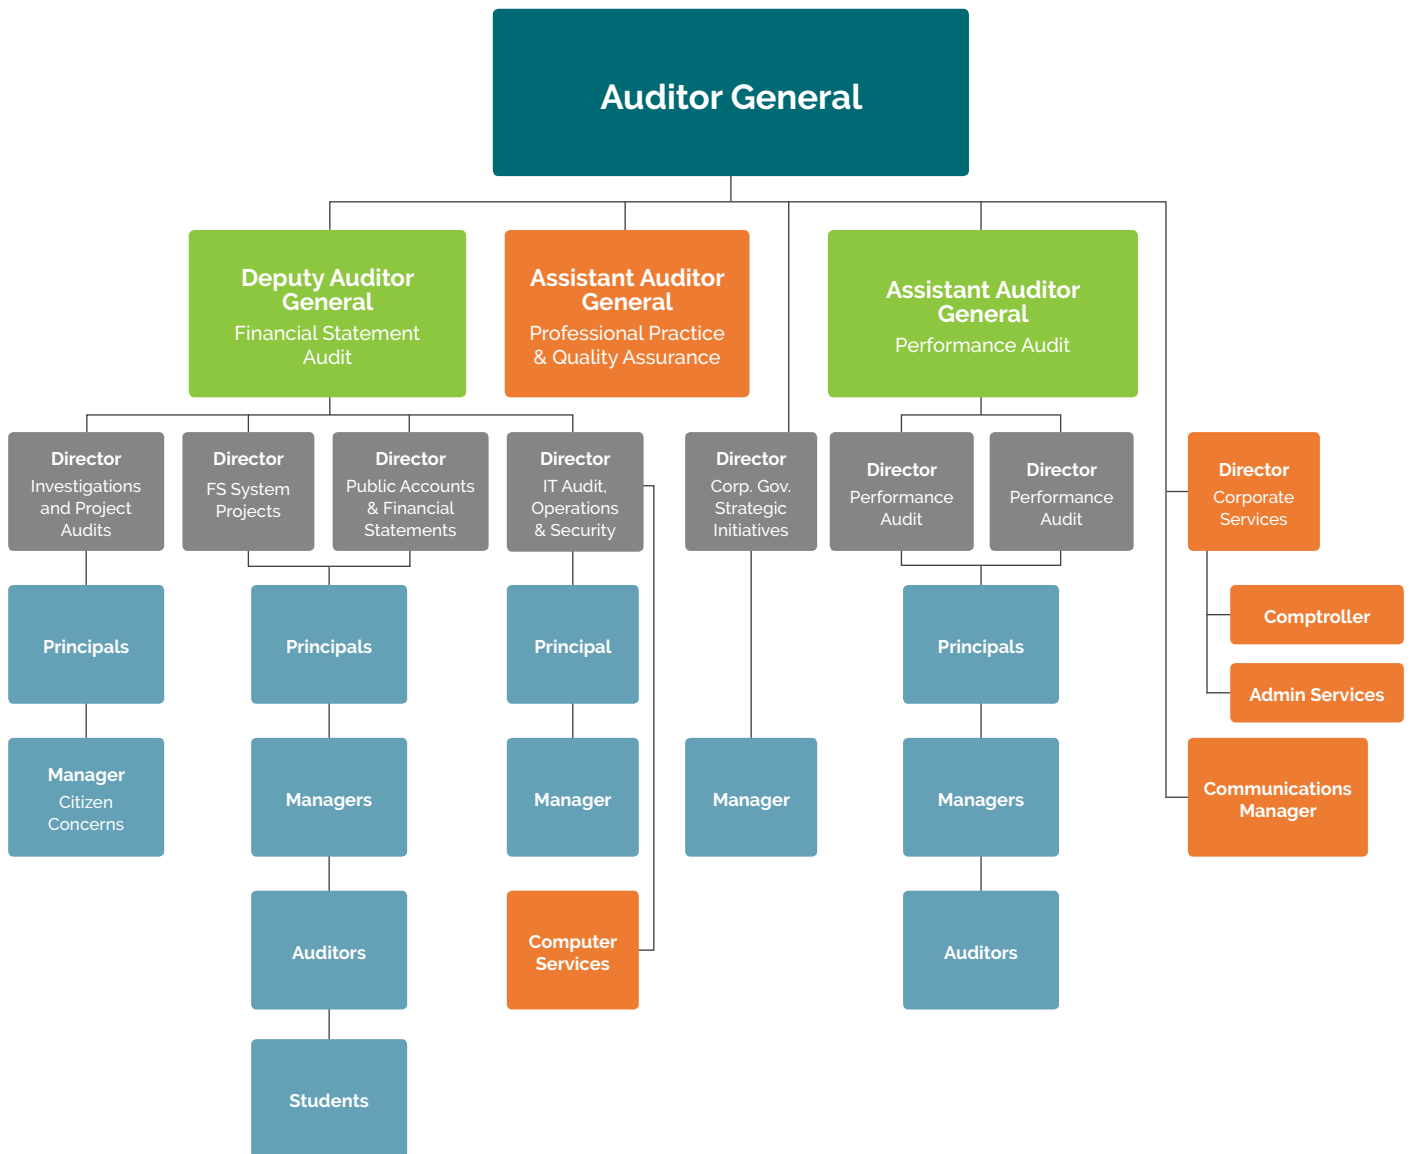 Auditor General
Deputy Auditor
General
Financial Statement
Audit
Assistant Auditor
General
Professional Practice
& Quality Assurance
Assistant Auditor
General
Performance Audit
Director
Investigations
and Project
Audits
Director
FS System
Projects
Director
Public Accounts
& Financial
Statements
Director
IT Audit,
Operations
& Security
Director
Corp. Gov.
Strategic
Initiatives
Director
Performance
Audit
Director
Performance
Audit
Director
Corporate
Services
Principals
Principals
Principal
Principals
Comptroller
Admin Services
Manager
Citizen
Concerns
Managers
Manager
Manager
Managers
Communications
Manager
Auditors
Computer
Services
Auditors
Students